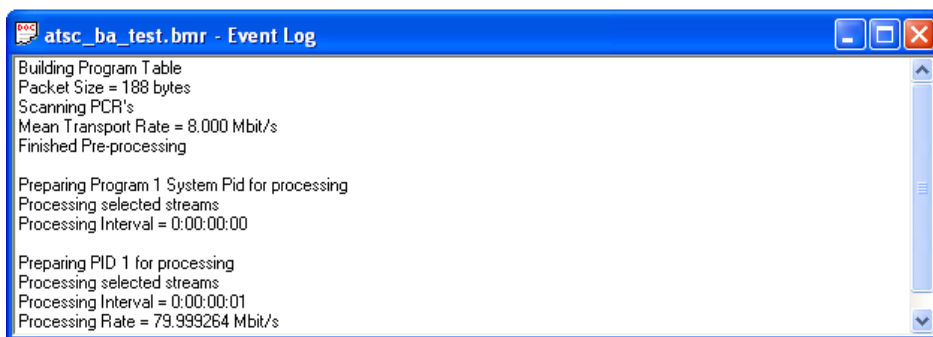 DOC
atsc_ba_test.bmr - Event Log
Building Program Table
Packet Size = 188 bytes
Scanning PCR's
Mean Transport Rate = 8.000 Mbit/s
Finished Pre-processing
Preparing Program 1 System Pid for processing
Processing selected streams
Processing Interval = 0:00:00:00
Preparing PID 1 for processing
Processing selected streams
Processing Interval = 0:00:00:01
Processing Rate = 79.999264 Mbit/s